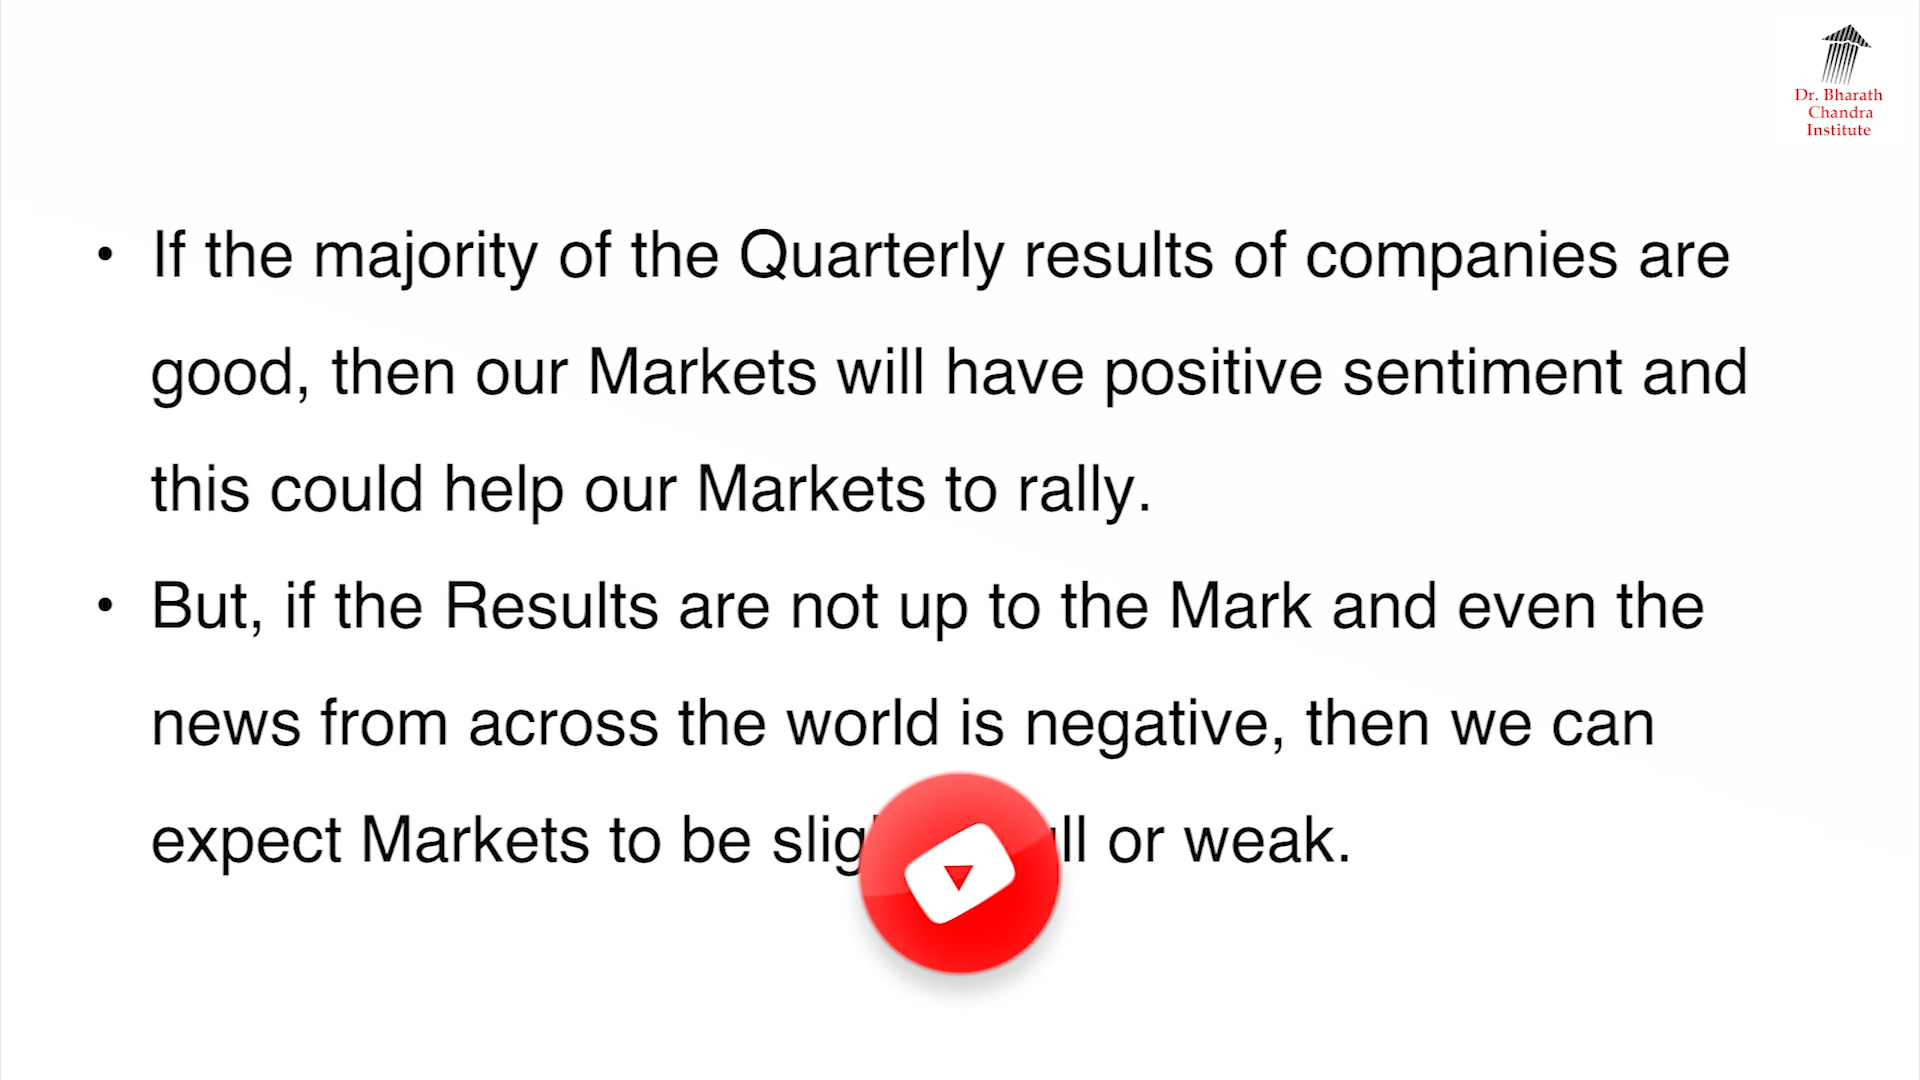 Dr. Bharath
Chandra
Institute
• If the majority of the Quarterly results of companies are
good, then our Markets will have positive sentiment and
this could help our Markets to rally.
• But, if the Results are not up to the Mark and even the
news from across the world is negative, then we can
expect Markets to be or weak.